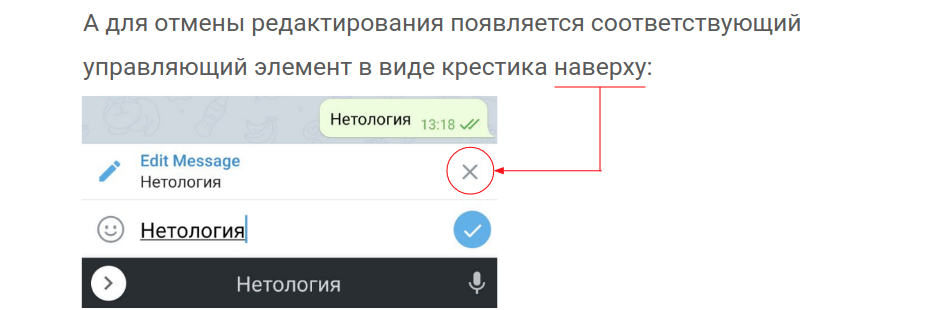 А для отмены редактирования появляется соответствующий
управляющий элемент в виде крестика наверху:
Нетология 13:18
Edit Message
Нетология
Нетология
Нетология